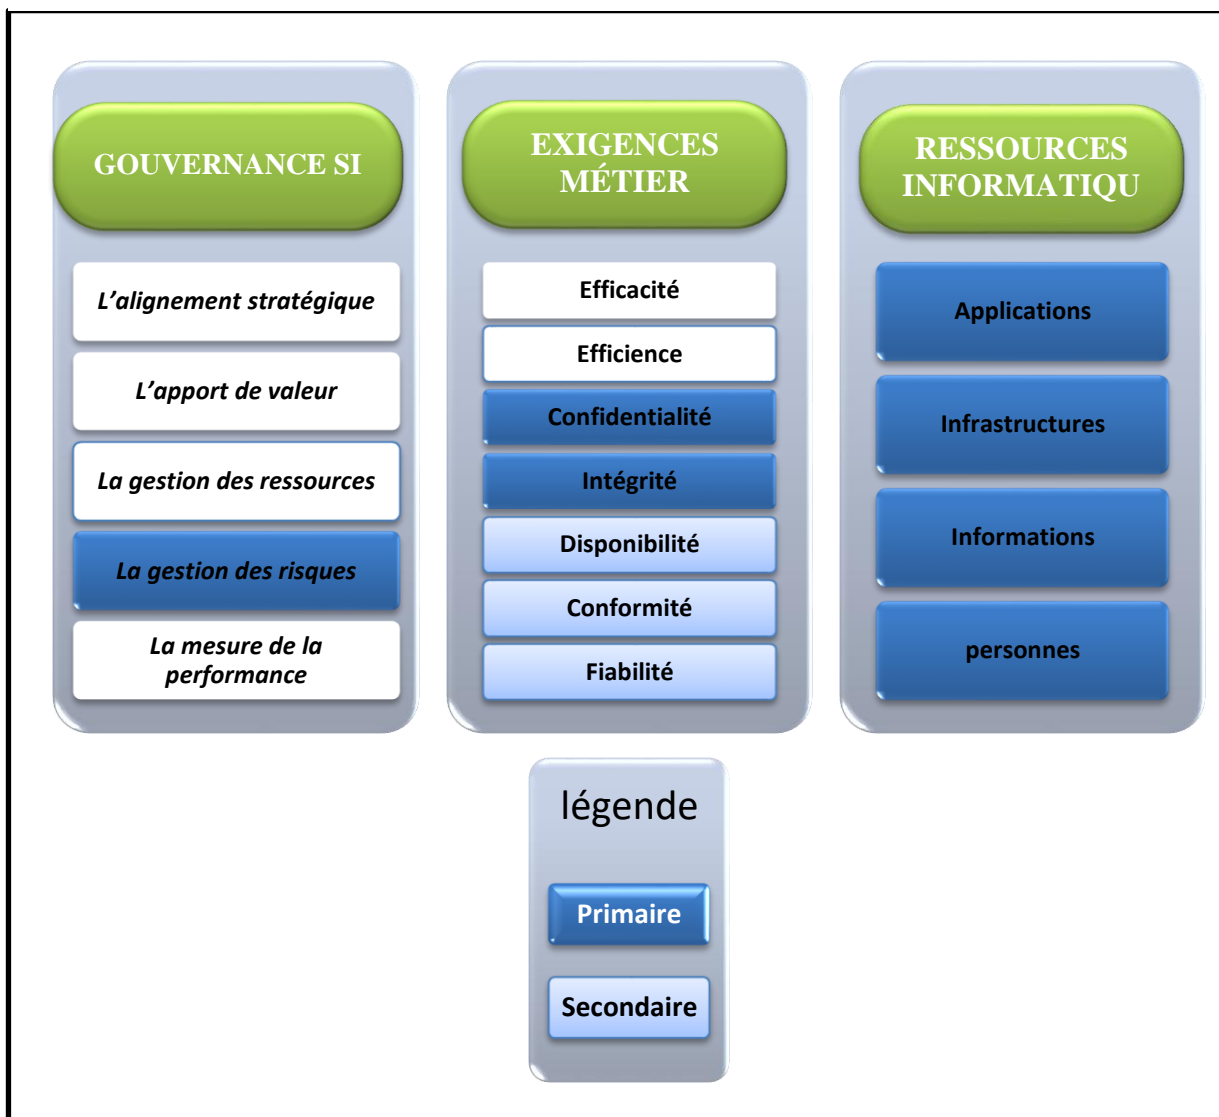 GOUVERNANCE SI
L’alignement stratégique
L’apport de valeur
La gestion des ressources
La gestion des risques
La mesure de la
performance
EXIGENCES
MÉTIER
Efficacité
Efficience
Confidentialité
Intégrité
Disponibilité
Conformité
Fiabilité
RESSOURCES
INFORMATIQU
Applications
Infrastructures
Informations
personnes
légende
Primaire
Secondaire